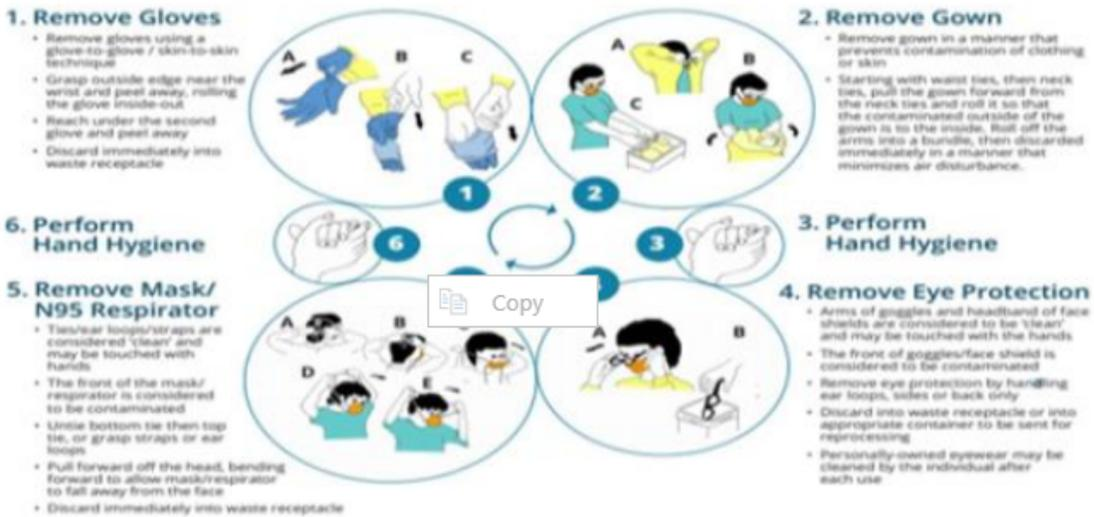 1. Remove Gloves
• Remove gloves using a
glove-to-glove / skin-to-skin
technique
• Grasp outside edge near the
wrist and peel away, rolling
the glove inside-out
• Reach under the second
glove and peel away
• Discard immediately into
waste receptacle
A
B
C
1
2. Remove Gown
• Remove gown in a manner that
prevents contamination of clothing
or skin
• Starting with waist ties, then neck
ties, pull the gown forward from
the neck ties and roll it so that
the contaminated outside of the
gown is to the inside. Roll off the
arms into a bundle, then discarded
immediately in a manner that
minimizes air disturbance.
A
B
C
2
3. Perform
Hand Hygiene
3
4. Remove Eye Protection
• Arms of goggles and headband of face
shields are considered to be 'clean'
and may be touched with the hands
• The front of goggles/face shield is
considered to be contaminated
• Remove eye protection by handling
ear loops, sides or back only
• Discard into waste receptacle or into
appropriate container to be sent for
reprocessing
• Personally-owned eyewear may be
cleaned by the individual after
each use
A
B
5. Remove Mask/
N95 Respirator
• Ties/ear loops/straps are
considered 'clean' and
may be touched with
hands
• The front of the mask/
respirator is considered
to be contaminated
• Untie bottom tie then top
tie, or grasp straps or ear
loops
• Pull forward off the head, bending
forward to allow mask/respirator
to fall away from the face
• Discard immediately into waste receptacle
A
B
D
E
6. Perform
Hand Hygiene
6
Copy